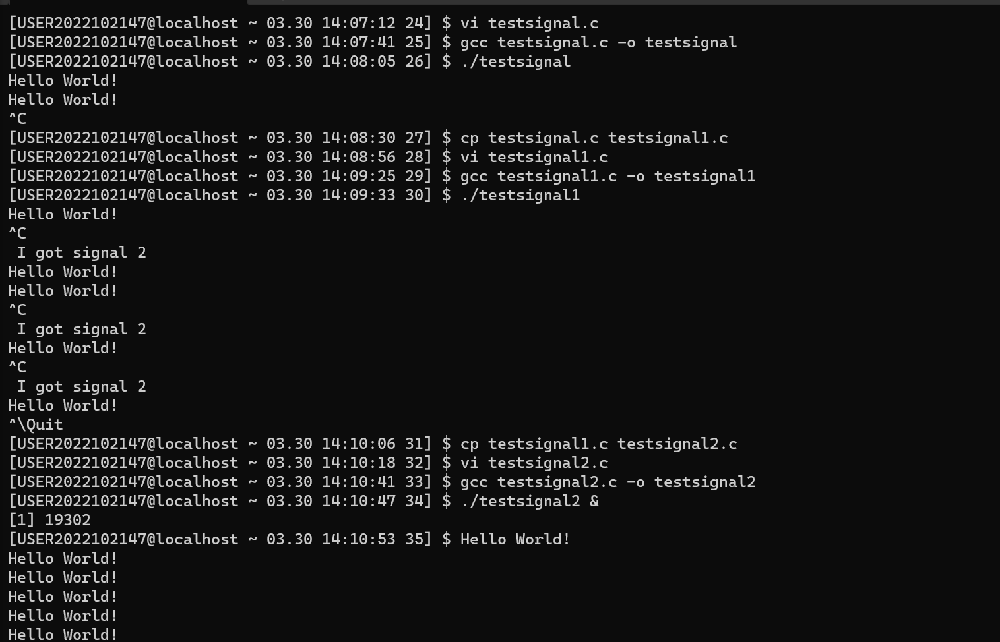 [USER2022102147@localhost ~ 03.30 14:07:12 24] $ vi testsignal.c
[USER2022102147@localhost ~ 03.30 14:07:41 25] $ gcc testsignal.c -o testsignal
[USER2022102147@localhost ~ 03.30 14:08:05 26] $ ./testsignal
Hello World!
Hello World!
^C
[USER2022102147@localhost ~ 03.30 14:08:30 27] $ cp testsignal.c testsignal1.c
[USER2022102147@localhost ~ 03.30 14:08:56 28] $ vi testsignal1.c
[USER2022102147@localhost ~ 03.30 14:09:25 29] $ gcc testsignal1.c -o testsignal1
[USER2022102147@localhost ~ 03.30 14:09:33 30] $ ./testsignal1
Hello World!
^C
 I got signal 2
Hello World!
Hello World!
^C
 I got signal 2
Hello World!
^C
 I got signal 2
Hello World!
^\Quit
[USER2022102147@localhost ~ 03.30 14:10:06 31] $ cp testsignal1.c testsignal2.c
[USER2022102147@localhost ~ 03.30 14:10:18 32] $ vi testsignal2.c
[USER2022102147@localhost ~ 03.30 14:10:41 33] $ gcc testsignal2.c -o testsignal2
[USER2022102147@localhost ~ 03.30 14:10:47 34] $ ./testsignal2 &
[1] 19302
[USER2022102147@localhost ~ 03.30 14:10:53 35] $ Hello World!
Hello World!
Hello World!
Hello World!
Hello World!
Hello World!